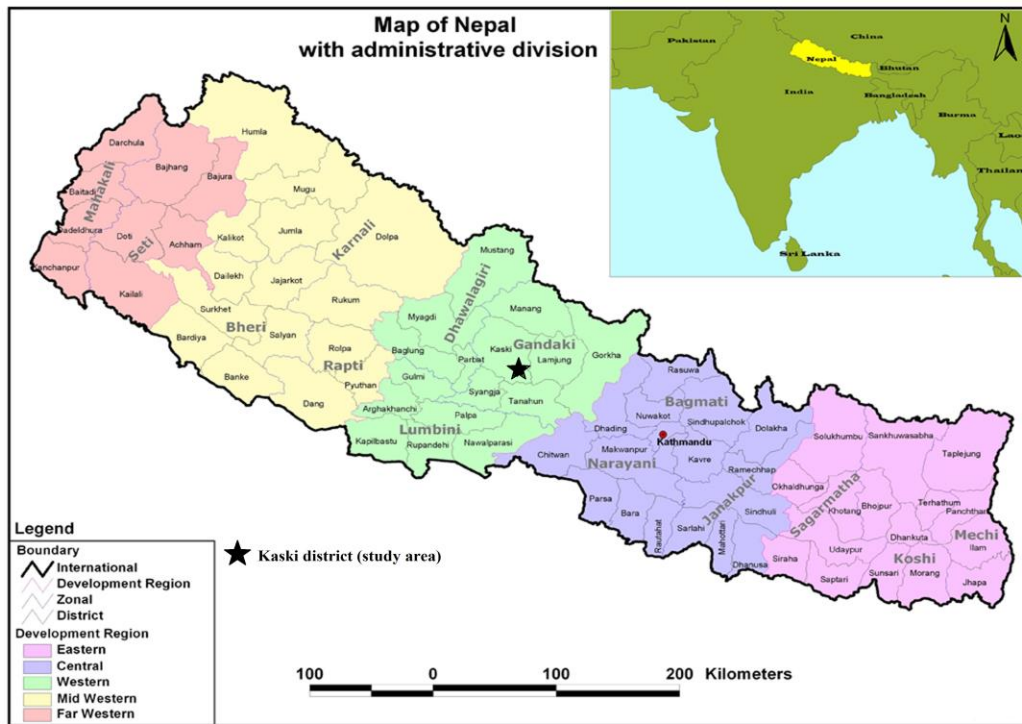 Map of Nepal
with administrative division
Pakistan
China
Nepal
Bhutan
India
Bangladesh
Burma
Lao
Thailan
Sri Lanka
N
Humla
Darchula
Bajhang
Bajura
Baitadi
Mahakali
Mugu
Karnali
Dadeldhura
Doti
Seti
Achham
Kalikot
Jumla
Dolpa
Kanchanpur
Kailali
Dailekh
Jajarkot
Mustang
Surkhet
Rukum
Dhawalagiri
Manang
Bardiya
Bheri
Salyan
Myagdi
Gandaki
Rolpa
Baglung
Parbat
Kaski
Lamjung
Gorkha
Banke
Rapti
Pyuthan
Gulmi
Syangja
Tanahun
Rasuwa
Dang
Arghakhanchi
Palpa
Bagmati
Nuwakot
Sindhupalchok
Dolakha
Lumbini
Kapilbastu
Rupandehi
Nawalparasi
Dhading
Kathmandu
Solukhumbu
Sankhuwasabha
Taplejung
Chitwan
Makwanpur
Kavre
Narayani
Ramechhap
Okhaldhunga
Parsa
Bara
Rautahat
Sarlahi
Mahottari
Janakpur
Sindhuli
Dhanusa
Sagarmatha
Khotang
Bhojpur
Terhathum
Panchthar
Dhankuta
Mechi
Ilam
Siraha
Udaypur
Koshi
Saptari
Sunsari
Morang
Jhapa
Legend
Boundary
International
Development Region
Zonal
District
Development Region
Eastern
Central
Western
Mid Western
Far Western
Kaski district (study area)
100 0 100 200 Kilometers